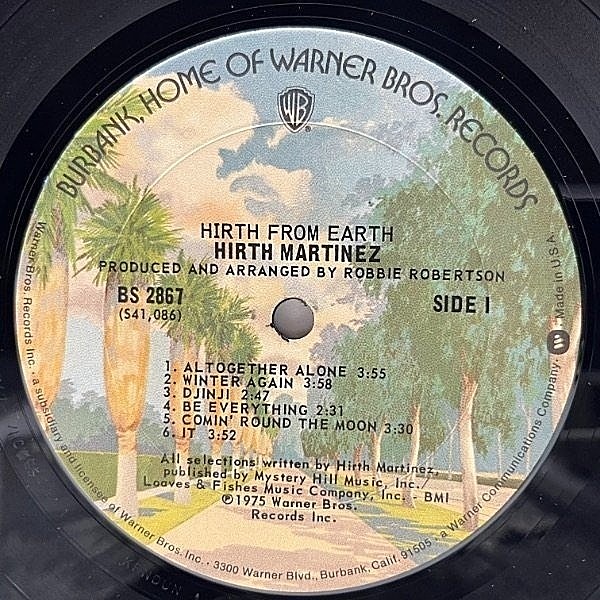 BURBANK, HOME OF WARNER BROS. RECORDS
WB
HIRTH FROM EARTH
HIRTH MARTINEZ
PRODUCED AND ARRANGED BY ROBBIE ROBERTSON
BS 2867
(S41,086)
SIDE 1
1. ALTOGETHER ALONE 3:55
2. WINTER AGAIN 3:58
3. DJINJI 2:47
4. BE EVERYTHING 2:31
5. COMIN' ROUND THE MOON 3:30
6. IT 3:52
All selections written by Hirth Martinez,
published by Mystery Hill Music, Inc./
Loaves & Fishes Music Company, Inc. - BMI
℗1975 Warner Bros.
Records Inc.
Warner Bros. Records Inc., a subsidiary and licensee of Warner Bros. Inc. • 3300 Warner Blvd., Burbank, Calif. 91505 • a Warner Communications Company. Made in U.S.A.